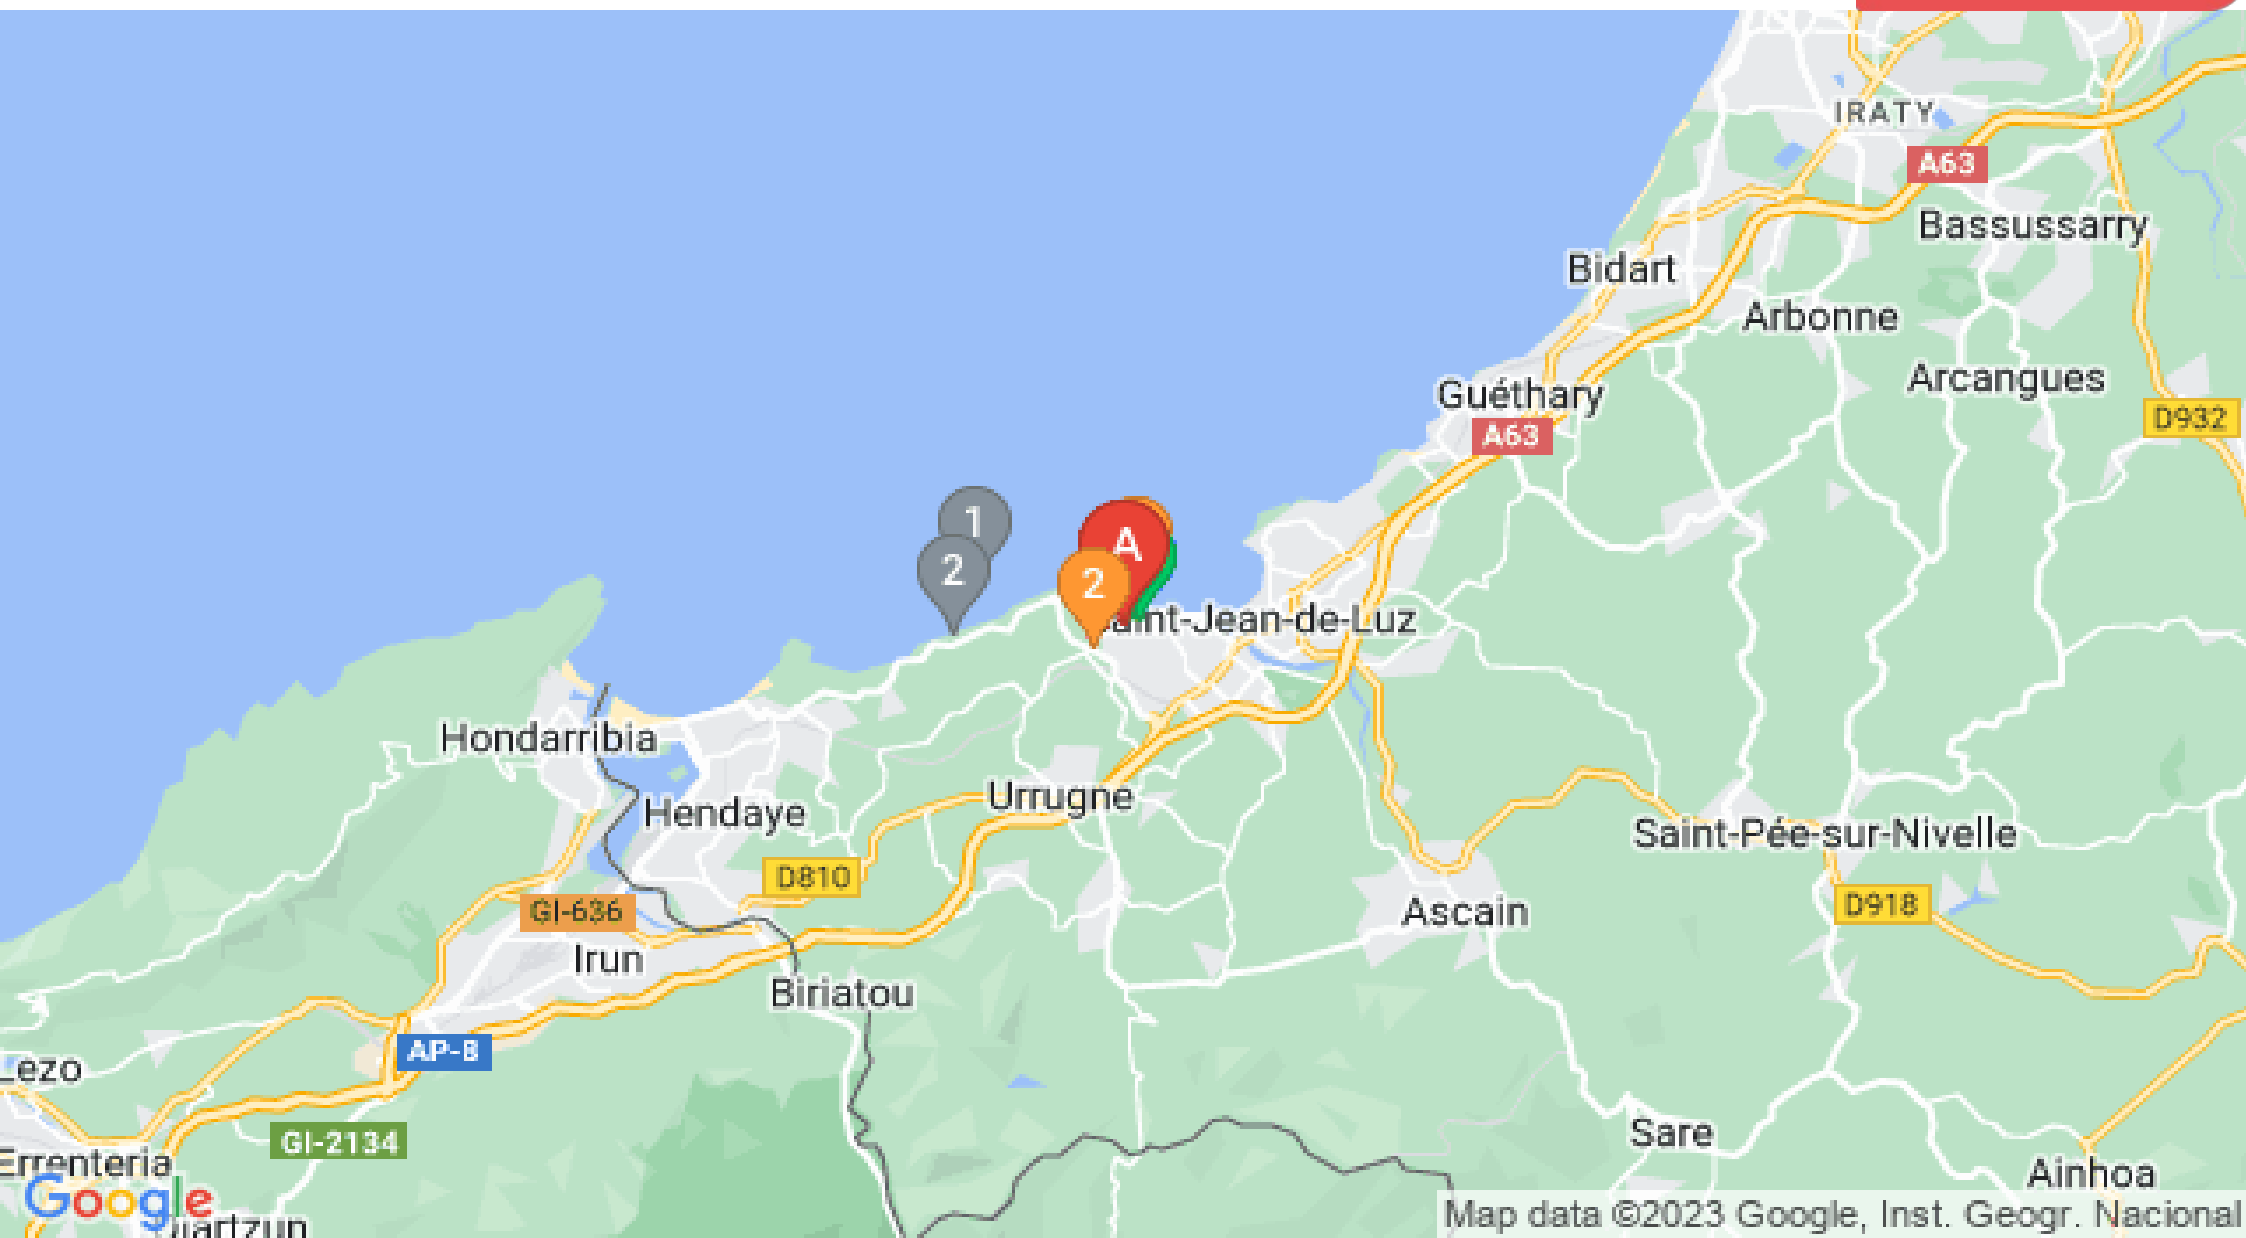 IRATY
A63
Bassussarry
Bidart
Arbonne
Arcangues
Guéthary
D932
A63
1
A
2
2
Saint-Jean-de-Luz
Hondarribia
Urrugne
Hendaye
Saint-Pée-sur-Nivelle
D810
D918
GI-636
Ascain
Irun
Biriatou
AP-8
Lezo
Sare
GI-2134
Errenteria
Ainhoa
Google
Map data ©2023 Google, Inst. Geogr. Nacional